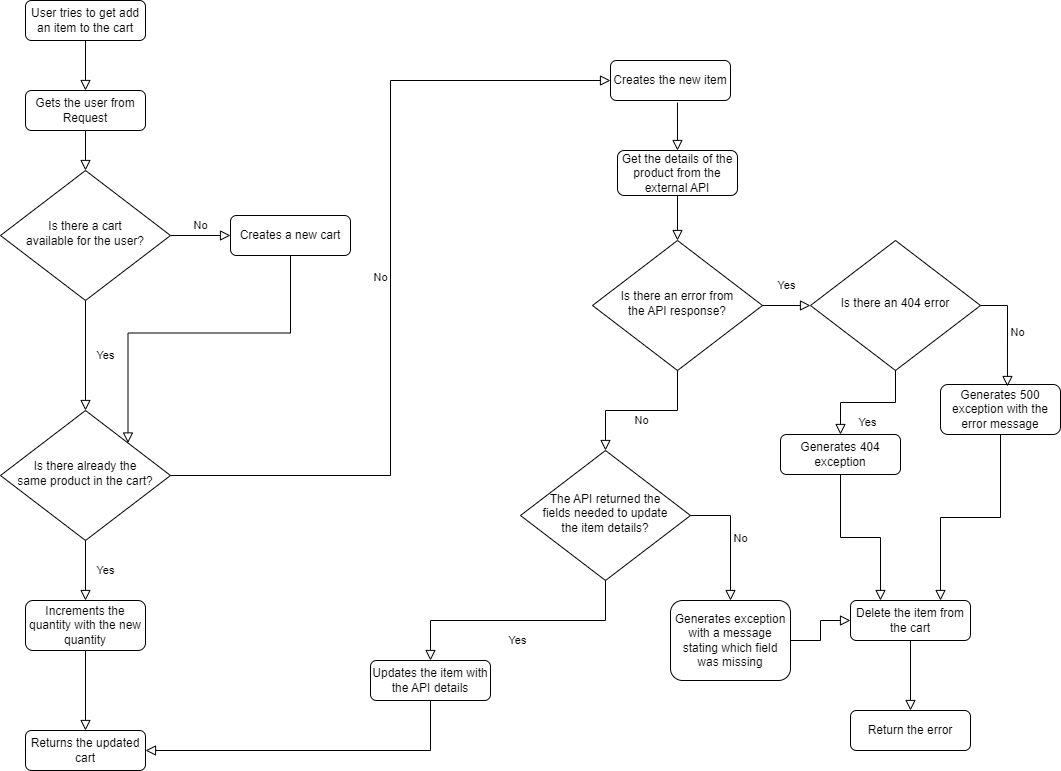 User tries to get add
an item to the cart
Gets the user from
Request
Is there a cart
available for the user?
No
Creates a new cart
Yes
Is there already the
same product in the cart?
No
Yes
Increments the
quantity with the new
quantity
Returns the updated
cart
Creates the new item
Get the details of the
product from the
external API
Is there an error from
the API response?
Yes
Is there an 404 error
No
Generates 500
exception with the
error message
Yes
Generates 404
exception
No
The API returned the
fields needed to update
the item details?
No
Generates exception
with a message
stating which field
was missing
Yes
Updates the item with
the API details
Delete the item from
the cart
Return the error